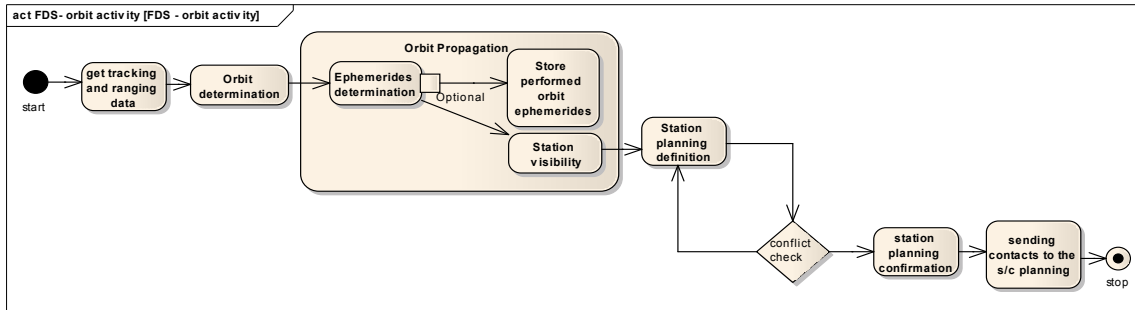 act FDS- orbit activity [FDS - orbit activity]
start
get tracking
and ranging
data
Orbit
determination
Orbit Propagation
Ephemerides
determination
Optional
Store
performed
orbit
ephemerides
Station
visibility
Station
planning
definition
conflict
check
station
planning
confirmation
sending
contacts to the
s/c planning
stop